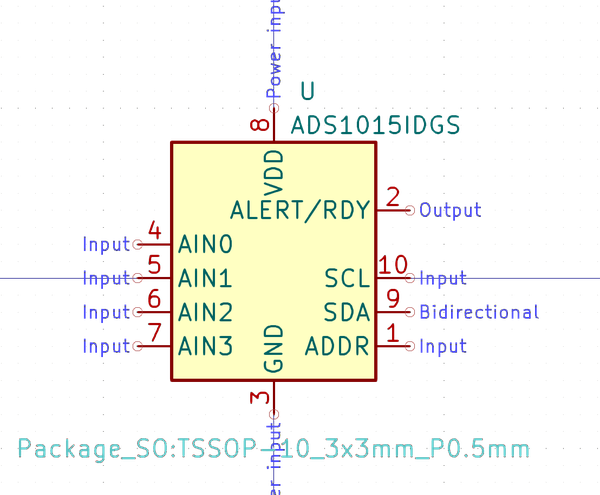 Power input
U
8
ADS1015IDGS
VDD
ALERT/RDY 2 Output
Input 4 AIN0
Input 5 AIN1 SCL 10 Input
Input 6 AIN2 SDA 9 Bidirectional
Input 7 AIN3 ADDR 1 Input
GND
3
Package_SO:TSSOP-10_3x3mm_P0.5mm
er input